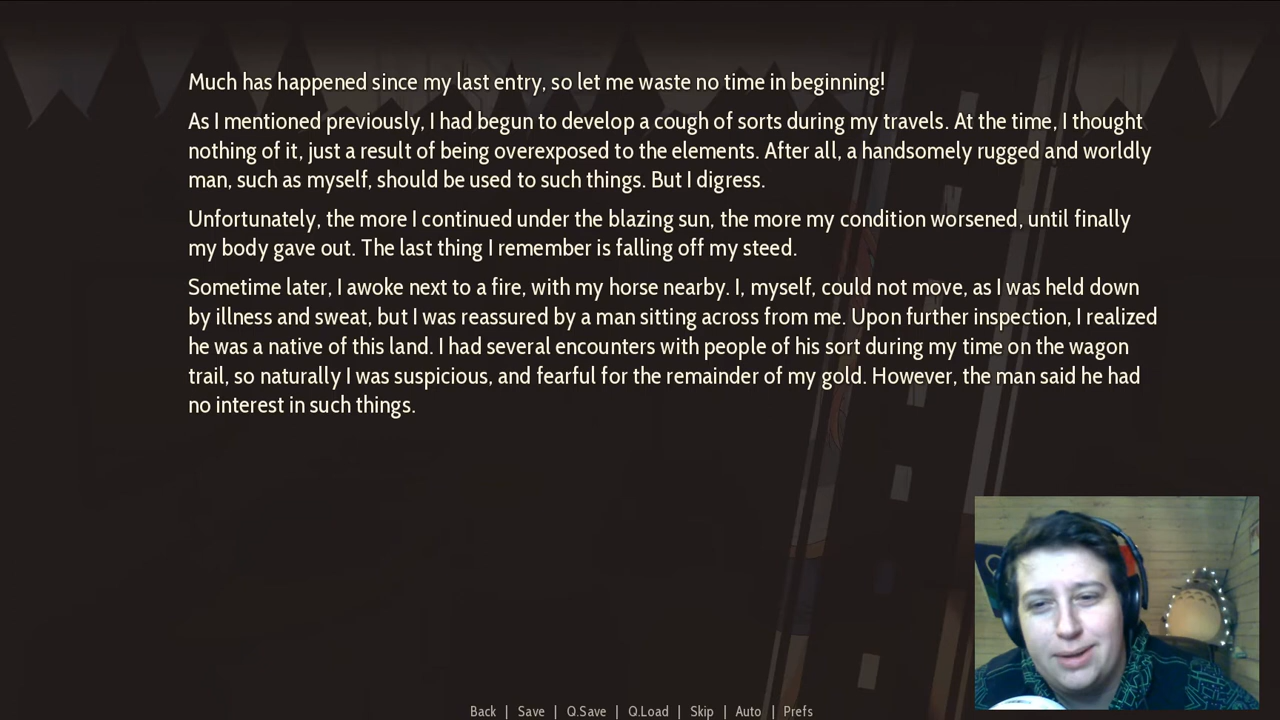 Much has happened since my last entry, so let me waste no time in beginning!
As I mentioned previously, I had begun to develop a cough of sorts during my travels. At the time, I thought
nothing of it, just a result of being overexposed to the elements. After all, a handsomely rugged and worldly
man, such as myself, should be used to such things. But I digress.
Unfortunately, the more I continued under the blazing sun, the more my condition worsened, until finally
my body gave out. The last thing I remember is falling off my steed.
Sometime later, I awoke next to a fire, with my horse nearby. I, myself, could not move, as I was held down
by illness and sweat, but I was reassured by a man sitting across from me. Upon further inspection, I realized
he was a native of this land. I had several encounters with people of his sort during my time on the wagon
trail, so naturally I was suspicious, and fearful for the remainder of my gold. However, the man said he had
no interest in such things.
Back | Save | Q.Save | Q.Load | Skip | Auto | Prefs